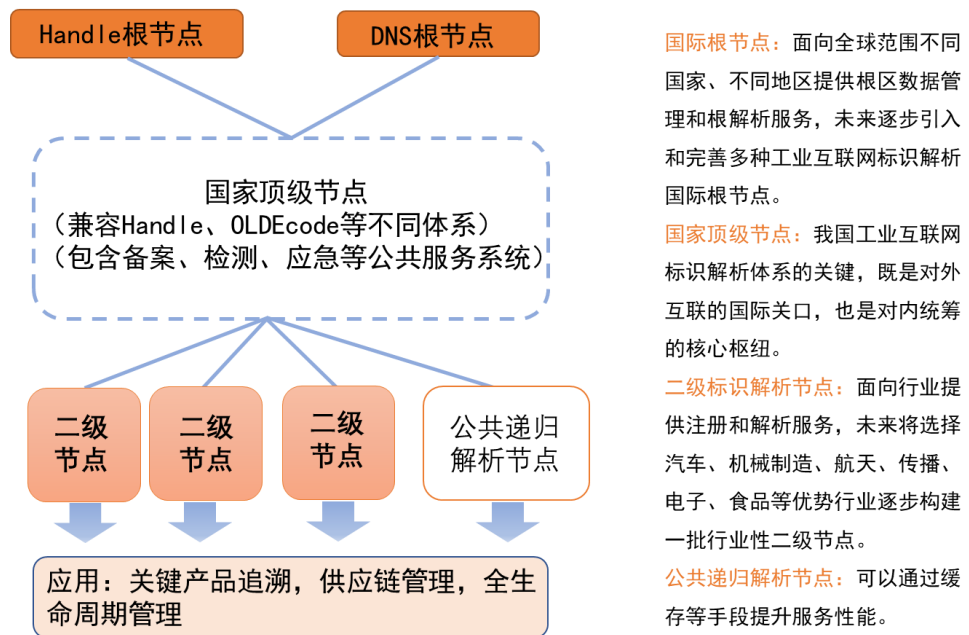 Handle根节点
DNS根节点
国家顶级节点
（兼容Handle、OLDEcode等不同体系）
（包含备案、检测、应急等公共服务系统）
二级
节点
二级
节点
二级
节点
公共递归
解析节点
应用：关键产品追溯，供应链管理，全生
命周期管理
国际根节点：面向全球范围不同
国家、不同地区提供根区数据管
理和根解析服务，未来逐步引入
和完善多种工业互联网标识解析
国际根节点。
国家顶级节点：我国工业互联网
标识解析体系的关键，既是对外
互联的国际关口，也是对内统筹
的核心枢纽。
二级标识解析节点：面向行业提
供注册和解析服务，未来将选择
汽车、机械制造、航天、传播、
电子、食品等优势行业逐步构建
一批行业性二级节点。
公共递归解析节点：可以通过缓
存等手段提升服务性能。